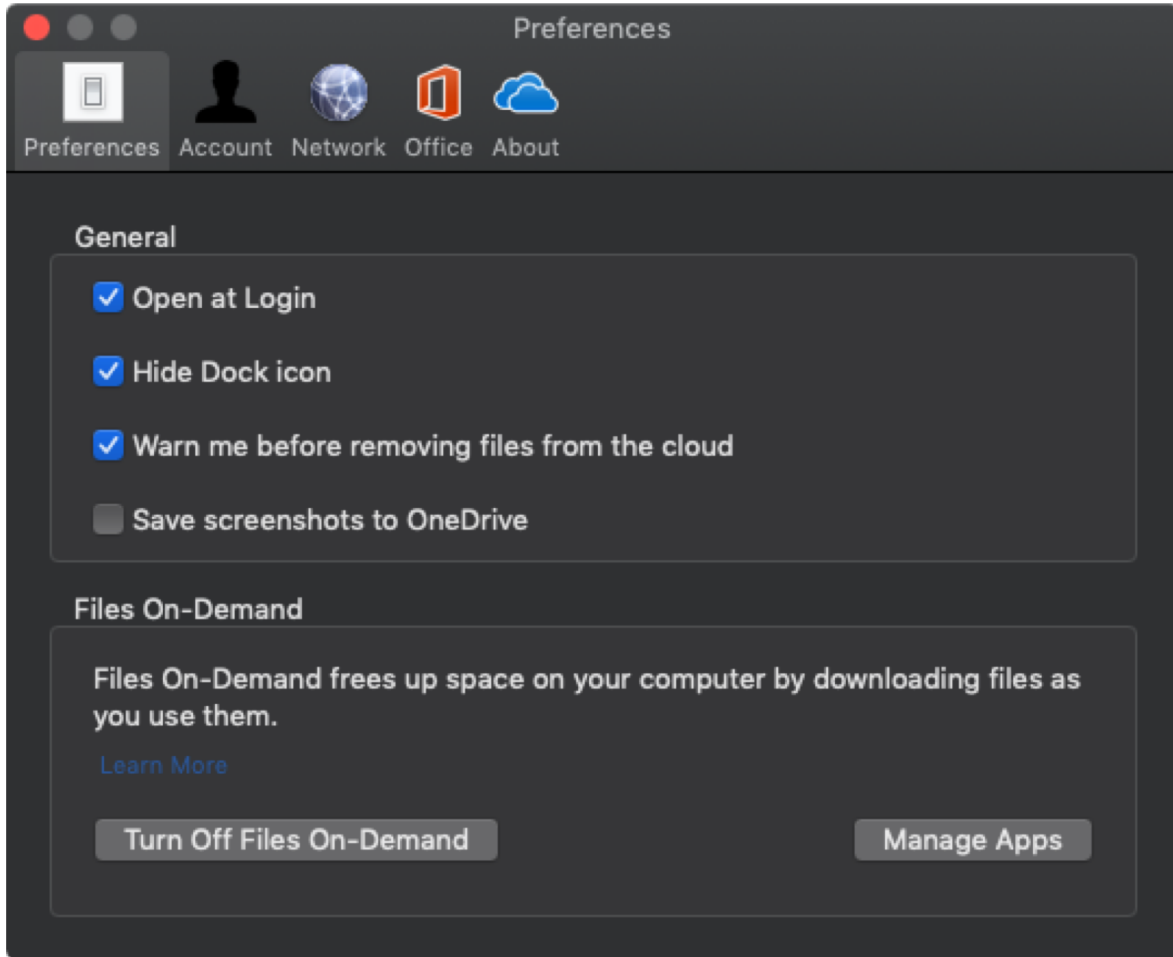 Preferences
Preferences Account Network Office About
General
Open at Login
Hide Dock icon
Warn me before removing files from the cloud
Save screenshots to OneDrive
Files On-Demand
Files On-Demand frees up space on your computer by downloading files as
you use them.
Learn More
Turn Off Files On-Demand Manage Apps